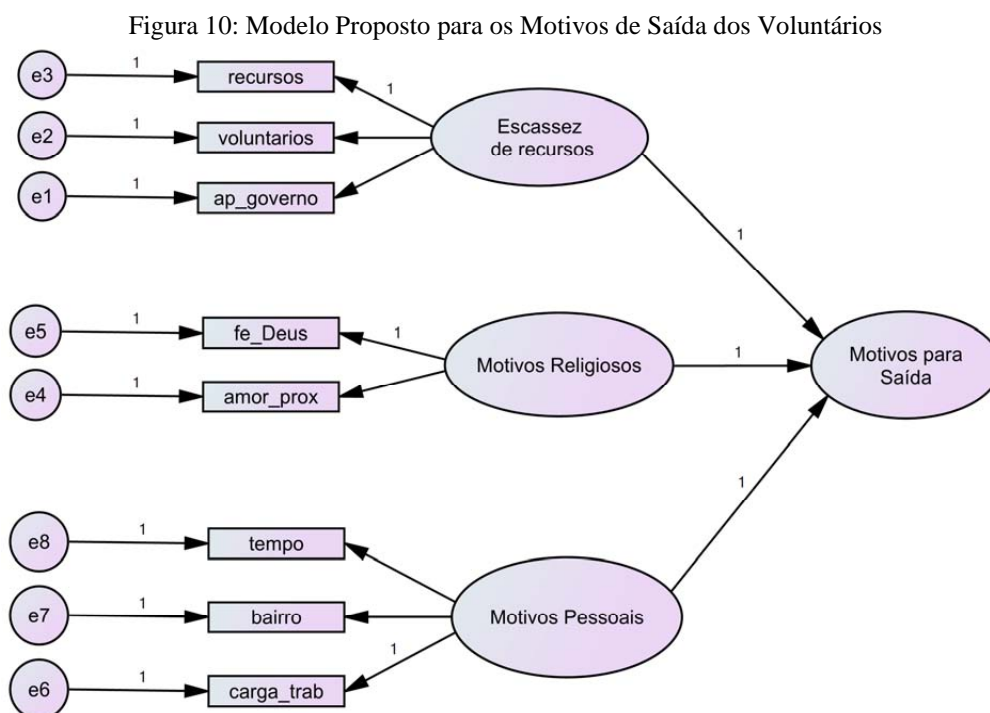 Figura 10: Modelo Proposto para os Motivos de Saída dos Voluntários
e3
1
recursos
1
e2
1
voluntarios
e1
1
ap_governo
Escassez
de recursos
1
e5
1
fe_Deus
1
e4
1
amor_prox
Motivos Religiosos
1
Motivos para
Saída
e8
1
tempo
e7
1
bairro
e6
1
carga_trab
1
Motivos Pessoais
1